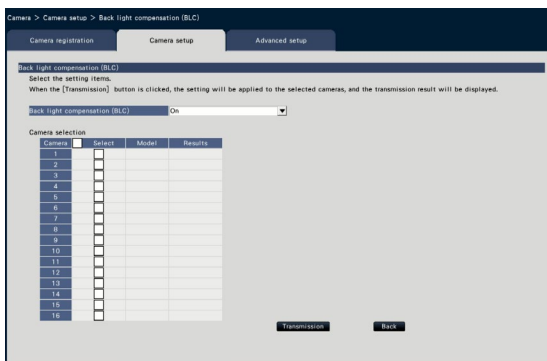 Camera > Camera setup > Back light compensation (BLC)
Camera registration Camera setup Advanced setup
Back light compensation (BLC)
Select the setting items.
When the [Transmission] button is clicked, the setting will be applied to the selected cameras, and the transmission result will be displayed.
Back light compensation (BLC) On
Camera selection
Camera Select Model Results
1
2
3
4
5
6
7
8
9
10
11
12
13
14
15
16
Transmission Back